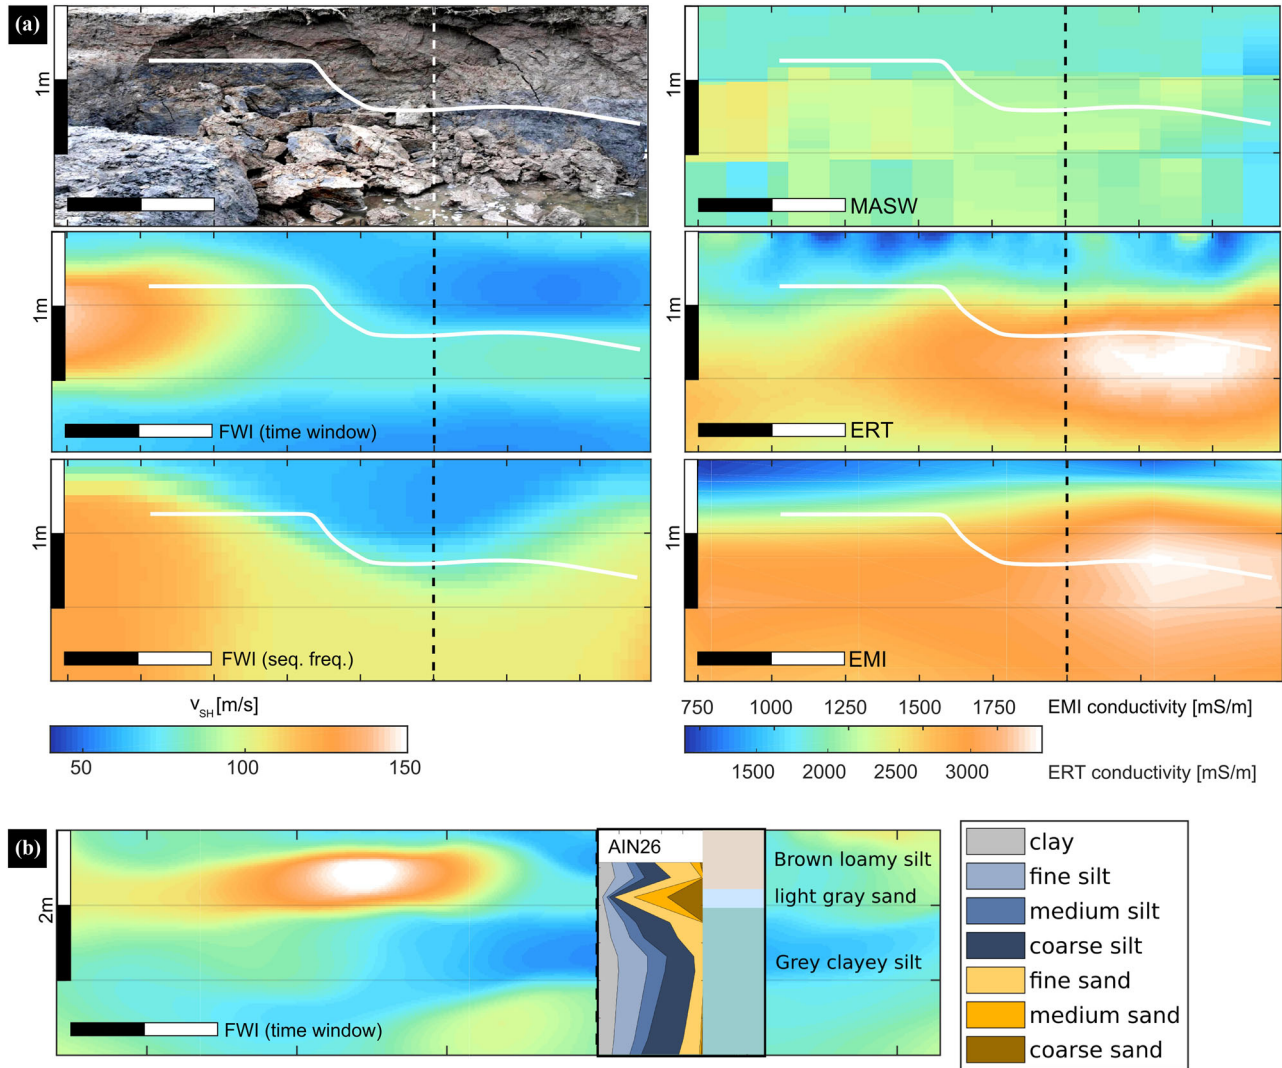 (a)
1m
MASW
1m
FWI (time window)
ERT
1m
FWI (seq. freq.)
EMI
1m
1m
1m
v_SH [m/s]
50 100 150
750 1000 1250 1500 1750 EMI conductivity [mS/m]
1500 2000 2500 3000 ERT conductivity [mS/m]
(b)
2m
FWI (time window)
AIN26
Brown loamy silt
light gray sand
Grey clayey silt
clay
fine silt
medium silt
coarse silt
fine sand
medium sand
coarse sand